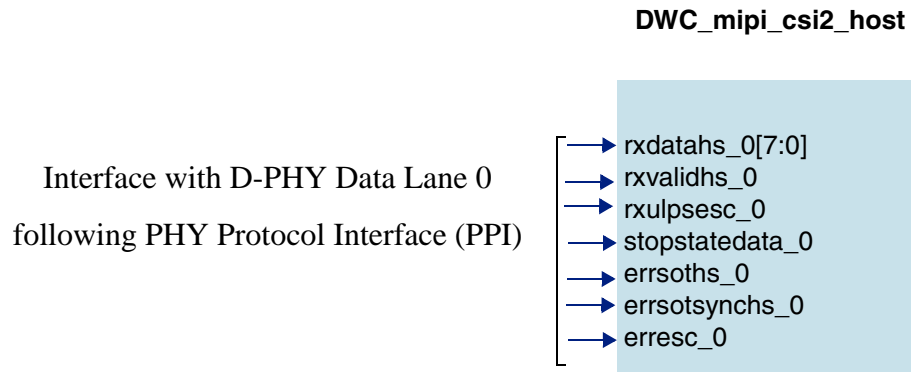 DWC_mipi_csi2_host
Interface with D-PHY Data Lane 0
following PHY Protocol Interface (PPI)
rxdatahs_0[7:0]
rxvalidhs_0
rxulpsesc_0
stopstatedata_0
errsoths_0
errsotsynchs_0
erresc_0